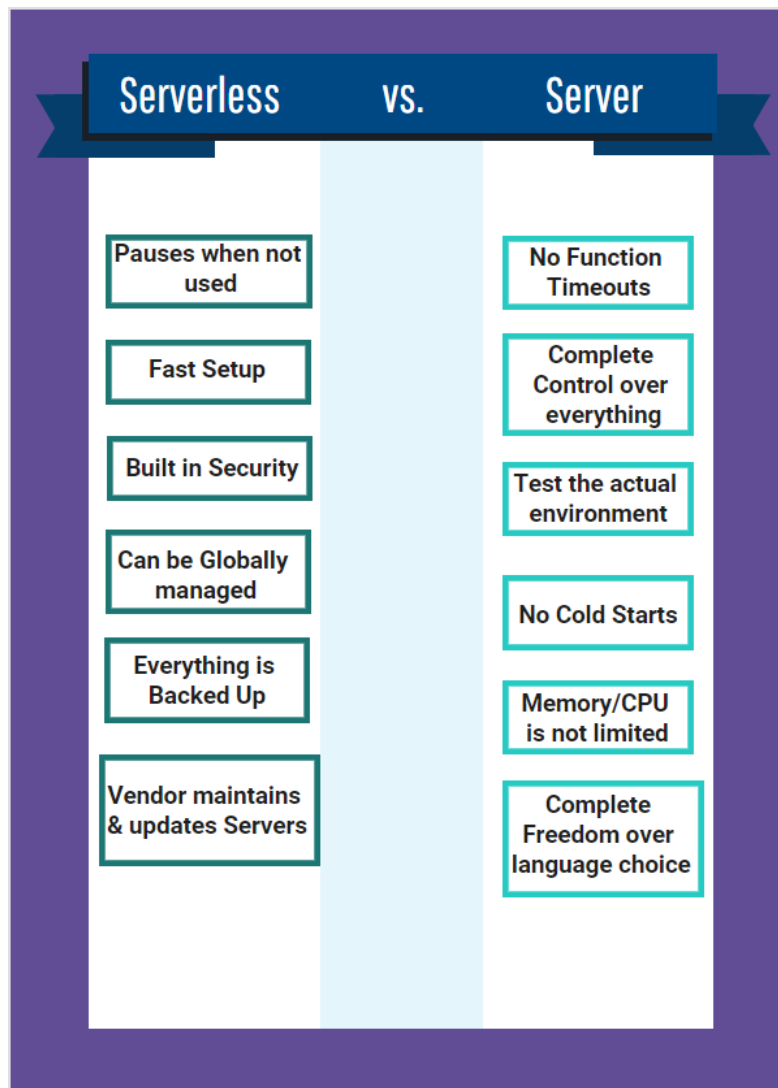 Serverless vs. Server
Pauses when not
used
Fast Setup
Built in Security
Can be Globally
managed
Everything is
Backed Up
Vendor maintains
& updates Servers
No Function
Timeouts
Complete
Control over
everything
Test the actual
environment
No Cold Starts
Memory/CPU
is not limited
Complete
Freedom over
language choice